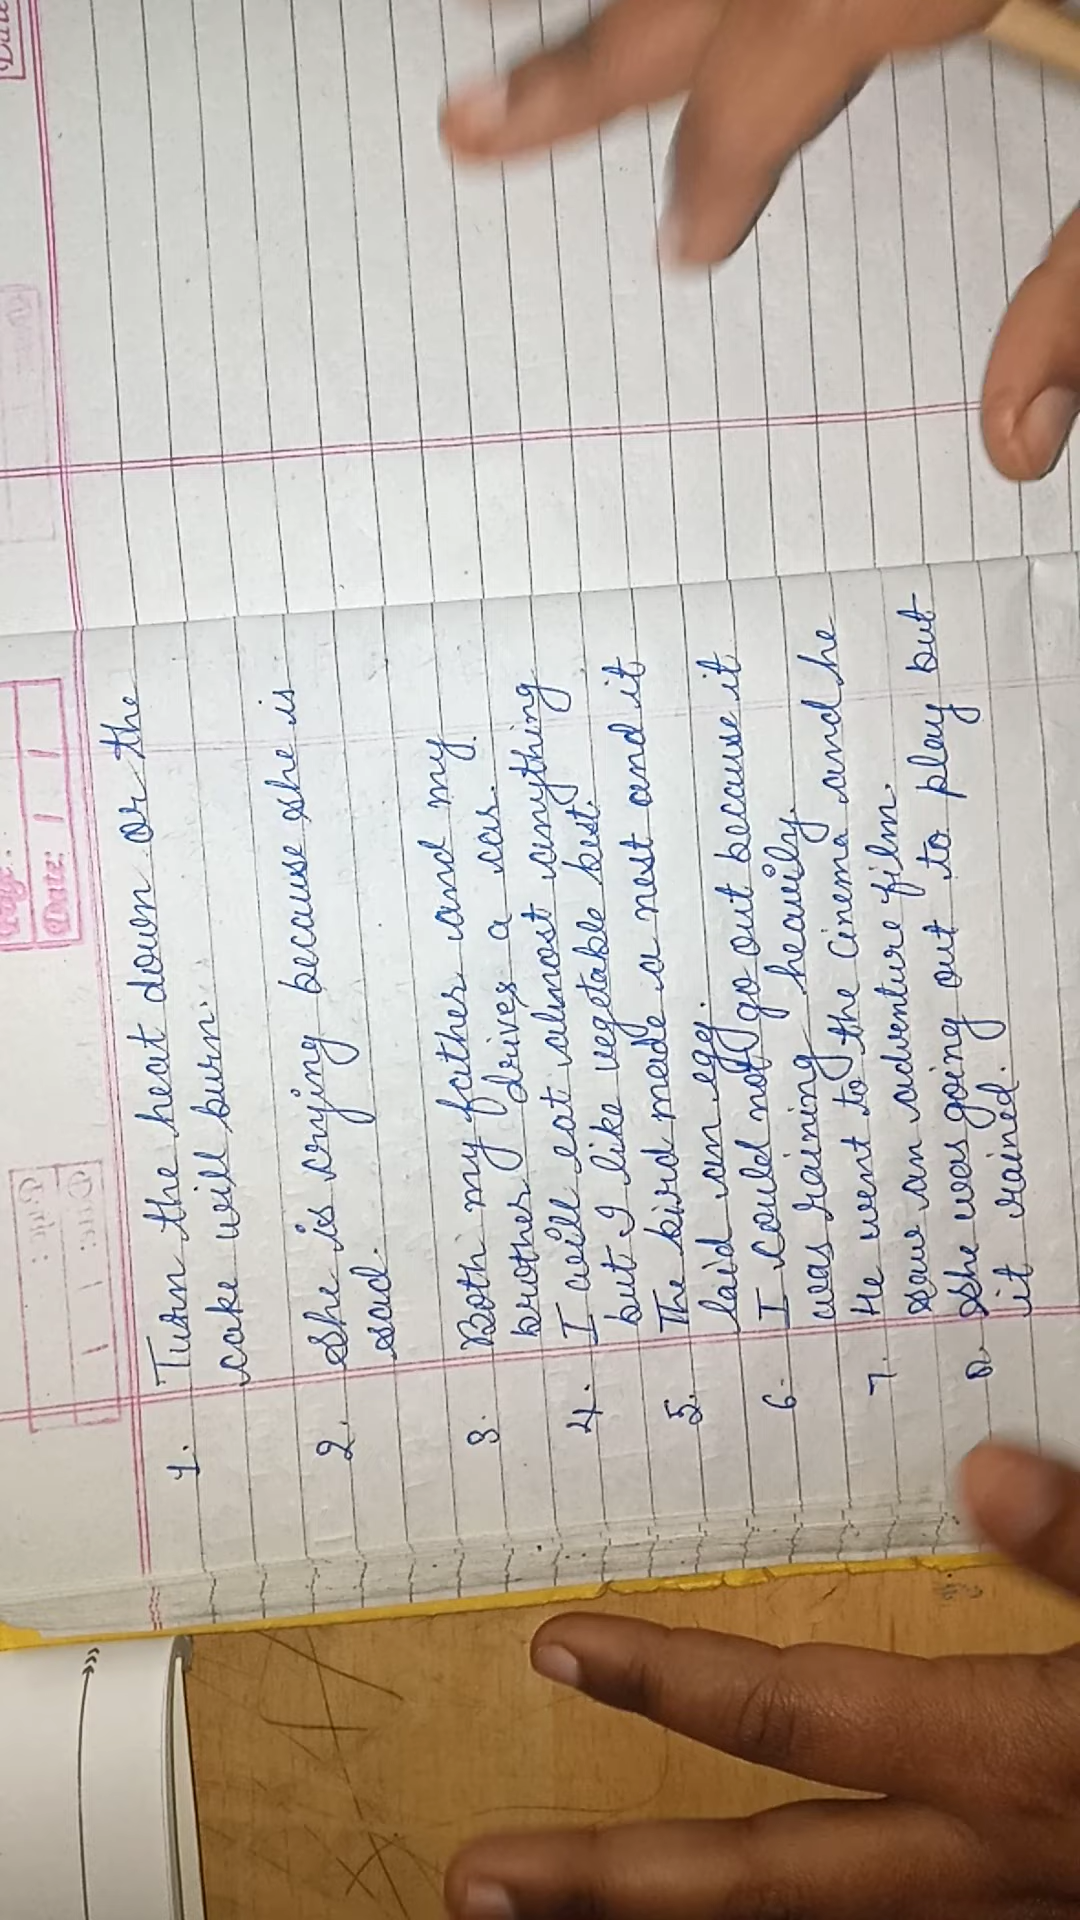 Date
Page:
Date:
1. Turn the heat down or the
cake will burn.
2. She is crying because she is
sad.
3. Both my father and my
brother drives a car.
4. I will eat almost anything
but I like vegetable best.
5. The bird made a nest and it
laid an egg.
6. I could not go out because it
was raining heavily.
7. He went to the cinema and he
saw an adventure film.
8. She was going out to play but
it rained.